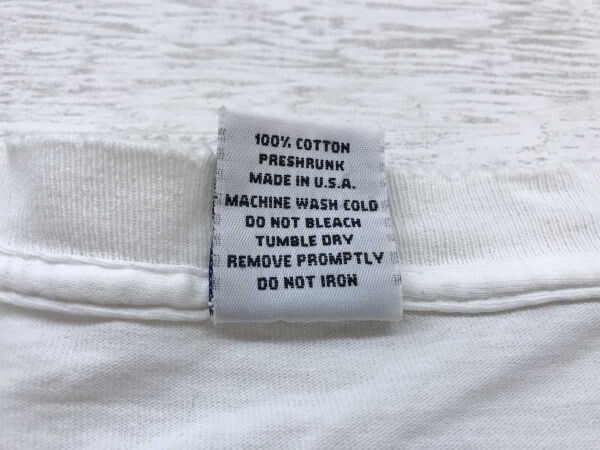 100% COTTON
PRESHRUNK
MADE IN U.S.A.
MACHINE WASH COLD
DO NOT BLEACH
TUMBLE DRY
REMOVE PROMPTLY
DO NOT IRON